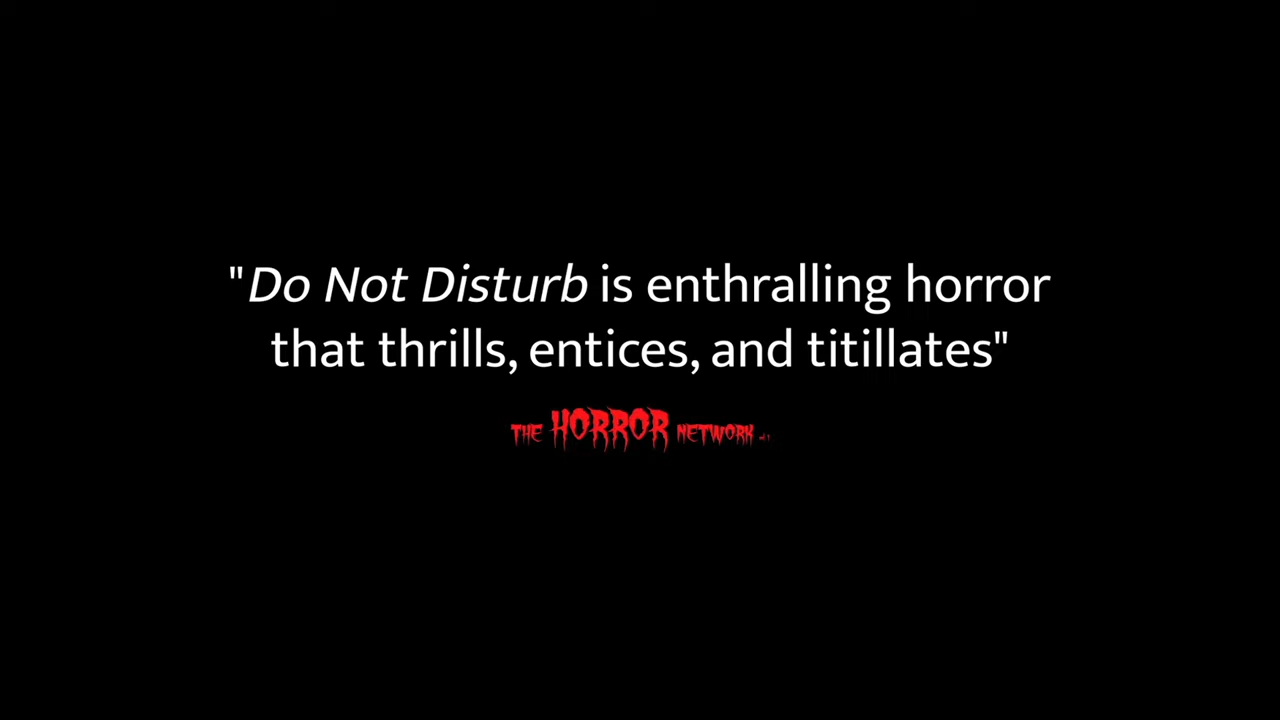 "Do Not Disturb is enthralling horror
that thrills, entices, and titillates"
THE HORROR NETWORK